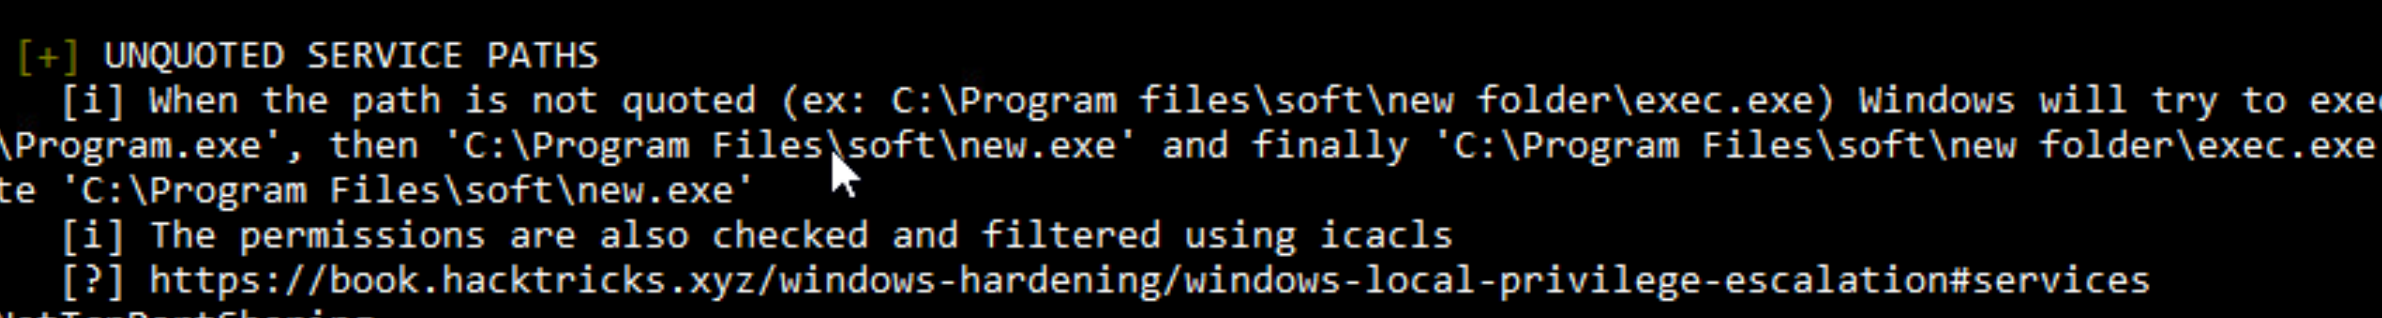 [+] UNQUOTED SERVICE PATHS
[i] When the path is not quoted (ex: C:\Program files\soft\new folder\exec.exe) Windows will try to exec
\Program.exe', then 'C:\Program Files\soft\new.exe' and finally 'C:\Program Files\soft\new folder\exec.exe
te 'C:\Program Files\soft\new.exe'
[i] The permissions are also checked and filtered using icacls
[?] https://book.hacktricks.xyz/windows-hardening/windows-local-privilege-escalation#services